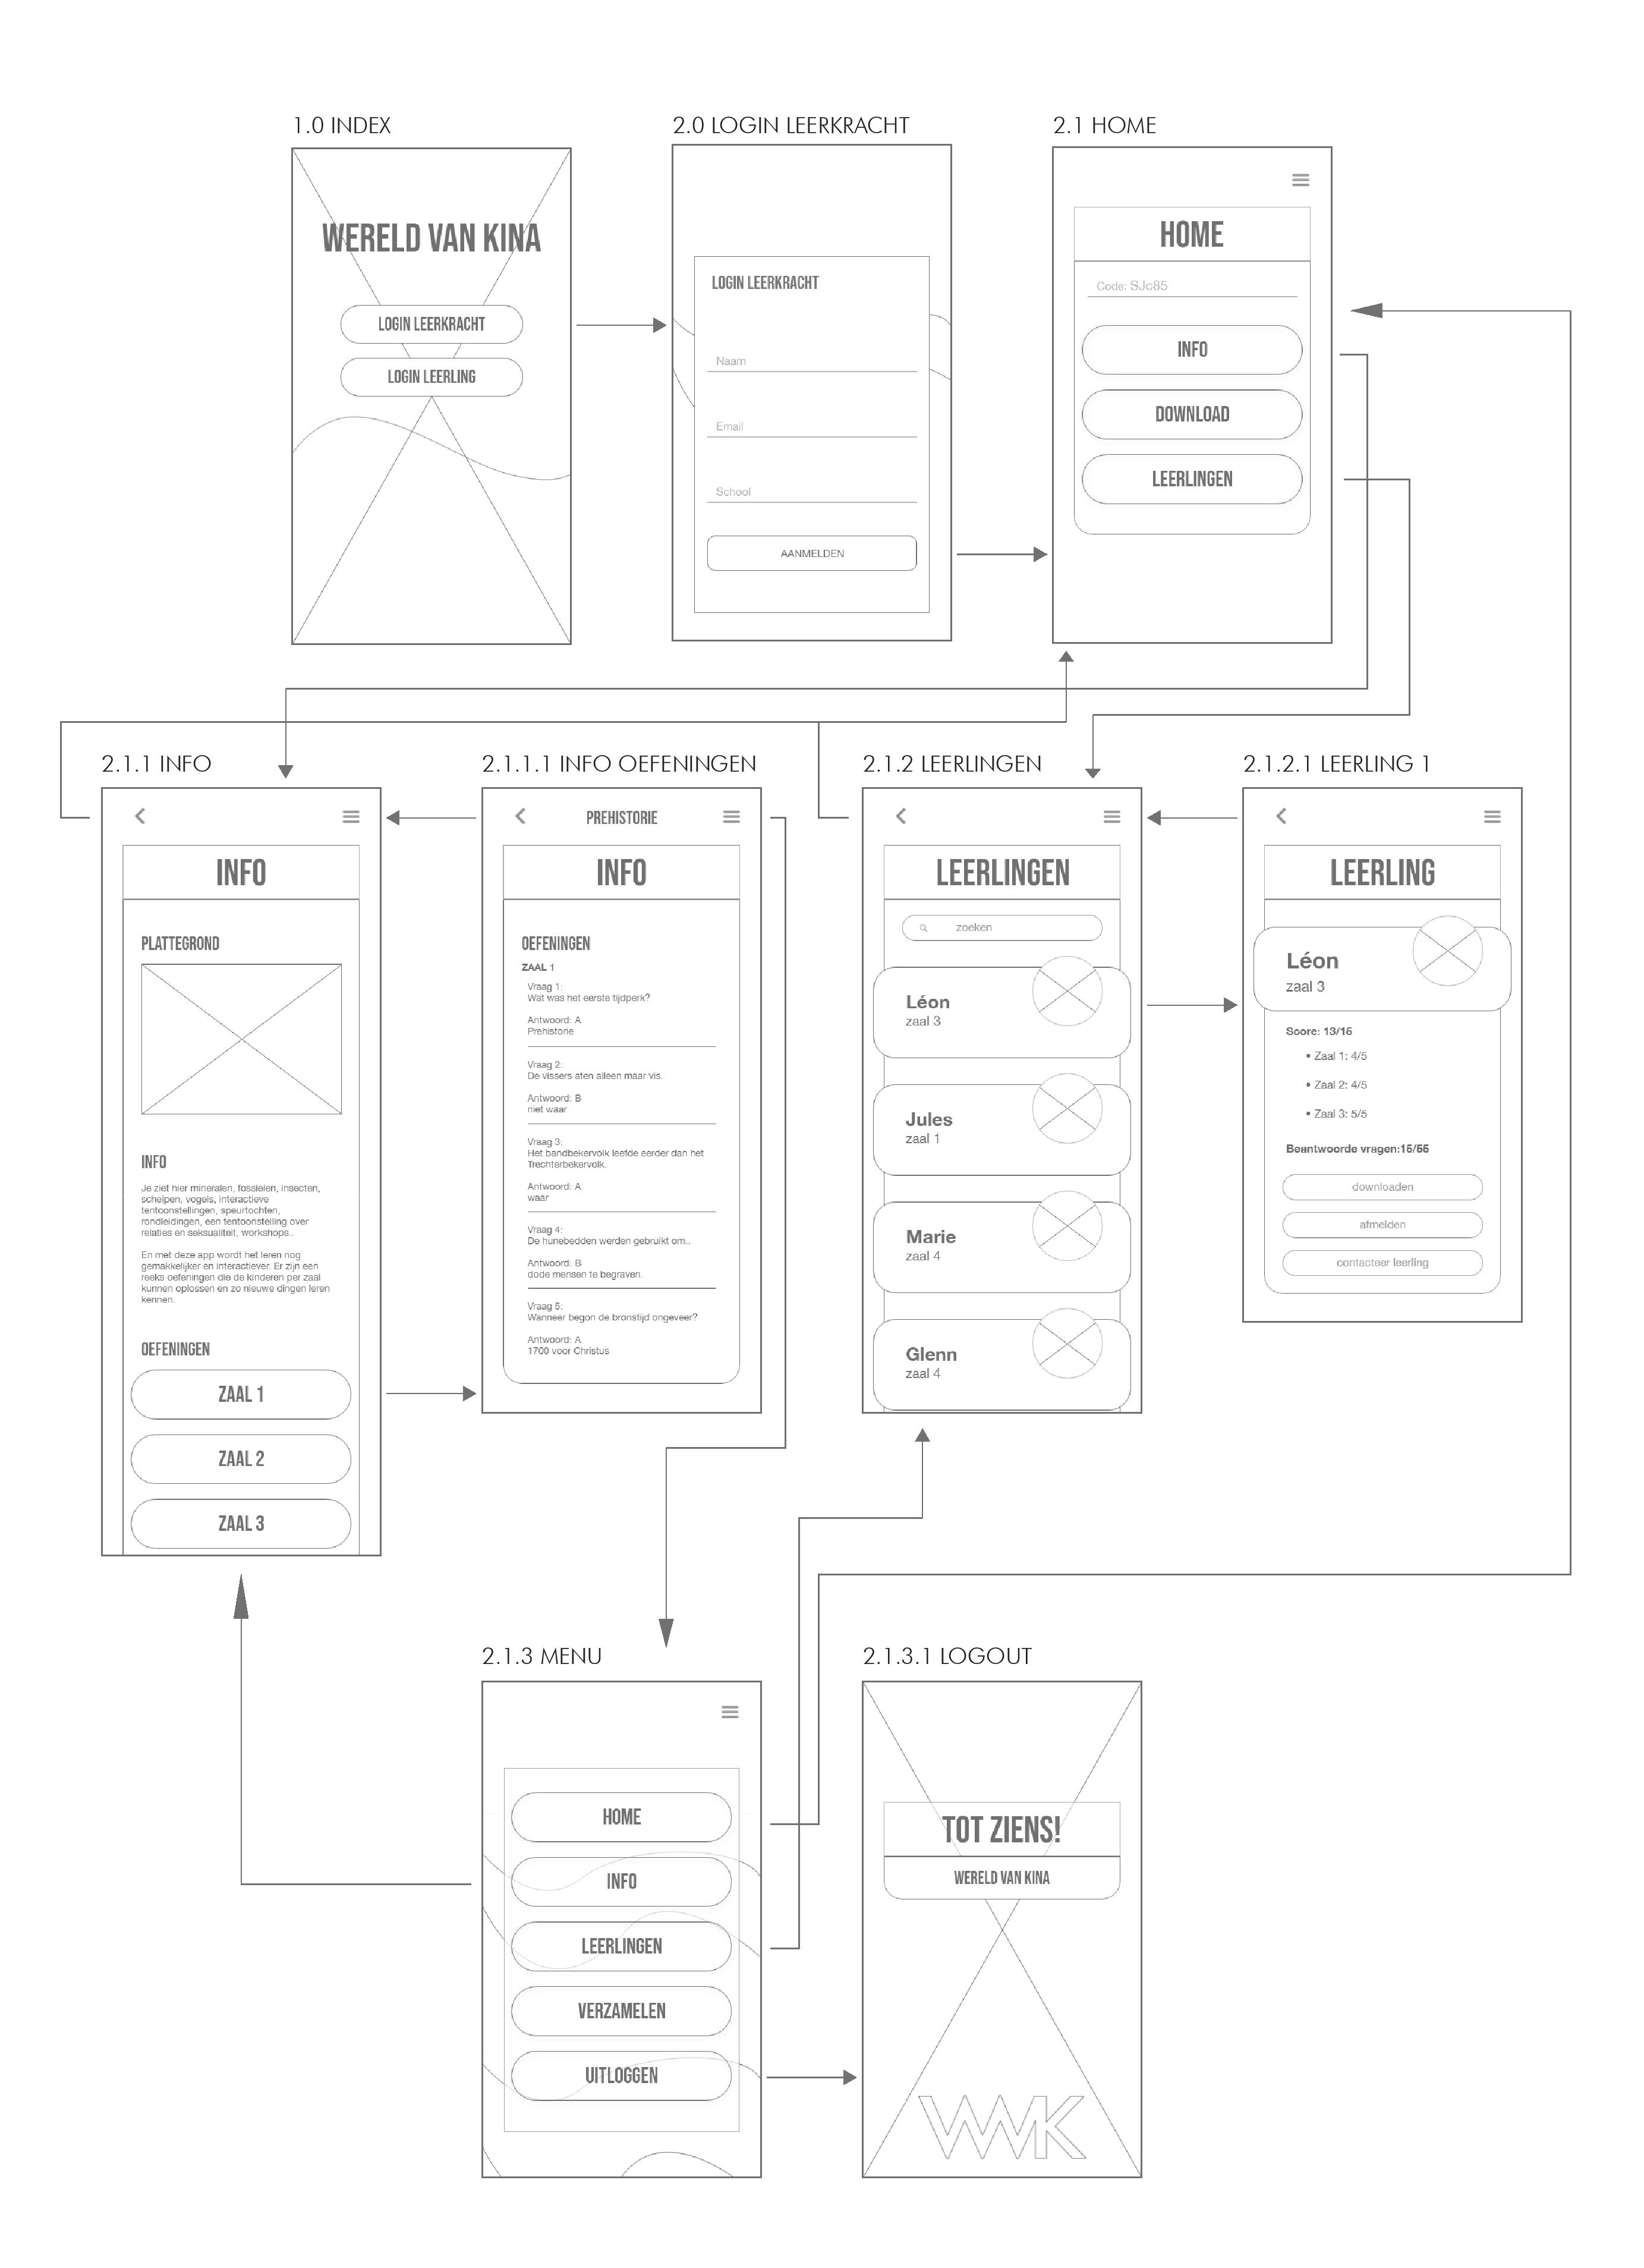 1.0 INDEX
WERELD VAN KINA
LOGIN LEERKRACHT
LOGIN LEERLING
2.0 LOGIN LEERKRACHT
LOGIN LEERKRACHT
Naam
Email
School
AANMELDEN
2.1 HOME
HOME
Code: SJc85
INFO
DOWNLOAD
LEERLINGEN
2.1.1 INFO
INFO
PLATTEGROND
INFO
Je ziet hier mineralen, fossielen, insecten,
schelpen, vogels, interactieve
tentoonstellingen, speurtochten,
rondleidingen, een tentoonstelling over
relaties en seksualiteit, workshops..
En met deze app wordt het leren nog
gemakkelijker en interactiever. Er zijn een
reeks oefeningen die de kinderen per zaal
kunnen oplossen en zo nieuwe dingen leren
kennen.
OEFENINGEN
ZAAL 1
ZAAL 2
ZAAL 3
2.1.1.1 INFO OEFENINGEN
PREHISTORIE
INFO
OEFENINGEN
ZAAL 1
Vraag 1:
Wat was het eerste tijdperk?
Antwoord: A
Prehistorie
Vraag 2:
De vissers aten alleen maar vis.
Antwoord: B
niet waar
Vraag 3:
Het bandbekervolk leefde eerder dan het
Trechterbekervolk.
Antwoord: A
waar
Vraag 4:
De hunebedden werden gebruikt om..
Antwoord: B
dode mensen te begraven.
Vraag 5:
Wanneer begon de bronstijd ongeveer?
Antwoord: A
1700 voor Christus
2.1.2 LEERLINGEN
LEERLINGEN
zoeken
Léon
zaal 3
Jules
zaal 1
Marie
zaal 4
Glenn
zaal 4
2.1.2.1 LEERLING 1
LEERLING
Léon
zaal 3
Score: 13/15
• Zaal 1: 4/5
• Zaal 2: 4/5
• Zaal 3: 5/5
Beantwoorde vragen:15/55
downloaden
afmelden
contacteer leerling
2.1.3 MENU
HOME
INFO
LEERLINGEN
VERZAMELEN
UITLOGGEN
2.1.3.1 LOGOUT
TOT ZIENS!
WERELD VAN KINA
WVK